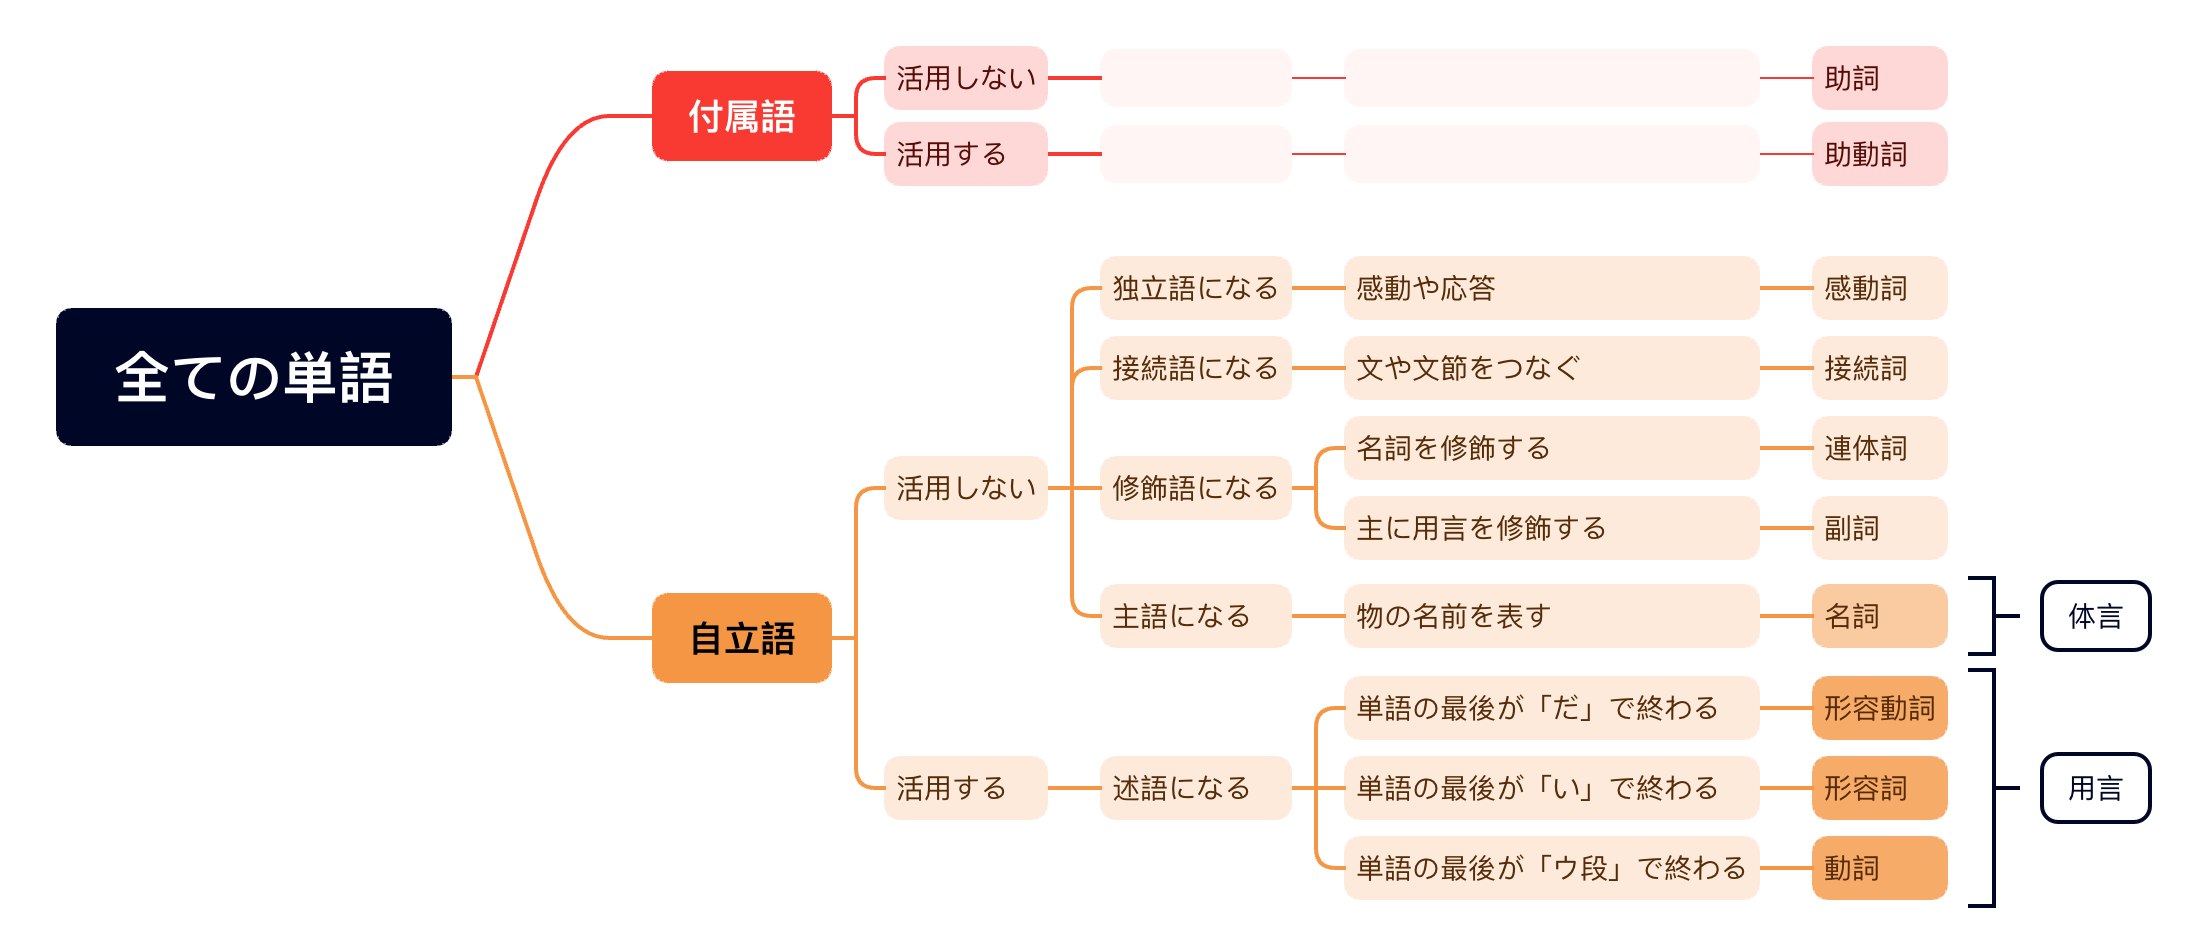 全ての単語
付属語
活用しない
助詞
活用する
助動詞
自立語
活用しない
独立語になる
感動や応答
感動詞
接続語になる
文や文節をつなぐ
接続詞
修飾語になる
名詞を修飾する
連体詞
主に用言を修飾する
副詞
主語になる
物の名前を表す
名詞
体言
活用する
述語になる
単語の最後が「だ」で終わる
形容動詞
単語の最後が「い」で終わる
形容詞
単語の最後が「ウ段」で終わる
動詞
用言